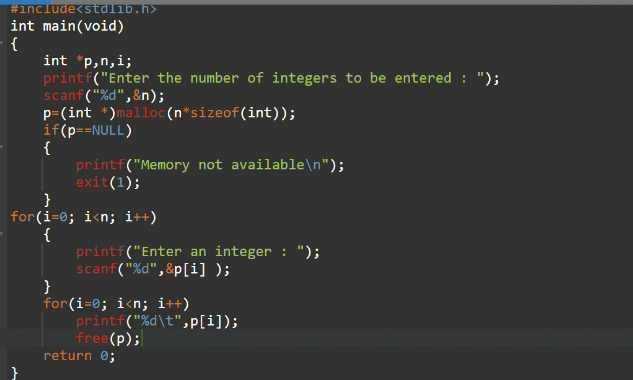 #include<stdlib.h>
int main(void)
{
    int *p,n,i;
    printf("Enter the number of integers to be entered : ");
    scanf("%d",&n);
    p=(int *)malloc(n*sizeof(int));
    if(p==NULL)
    {
        printf("Memory not available\n");
        exit(1);
    }
for(i=0; i<n; i++)
    {
        printf("Enter an integer : ");
        scanf("%d",&p[i] );
    }
    for(i=0; i<n; i++)
        printf("%d\t",p[i]);
        free(p);
    return 0;
}